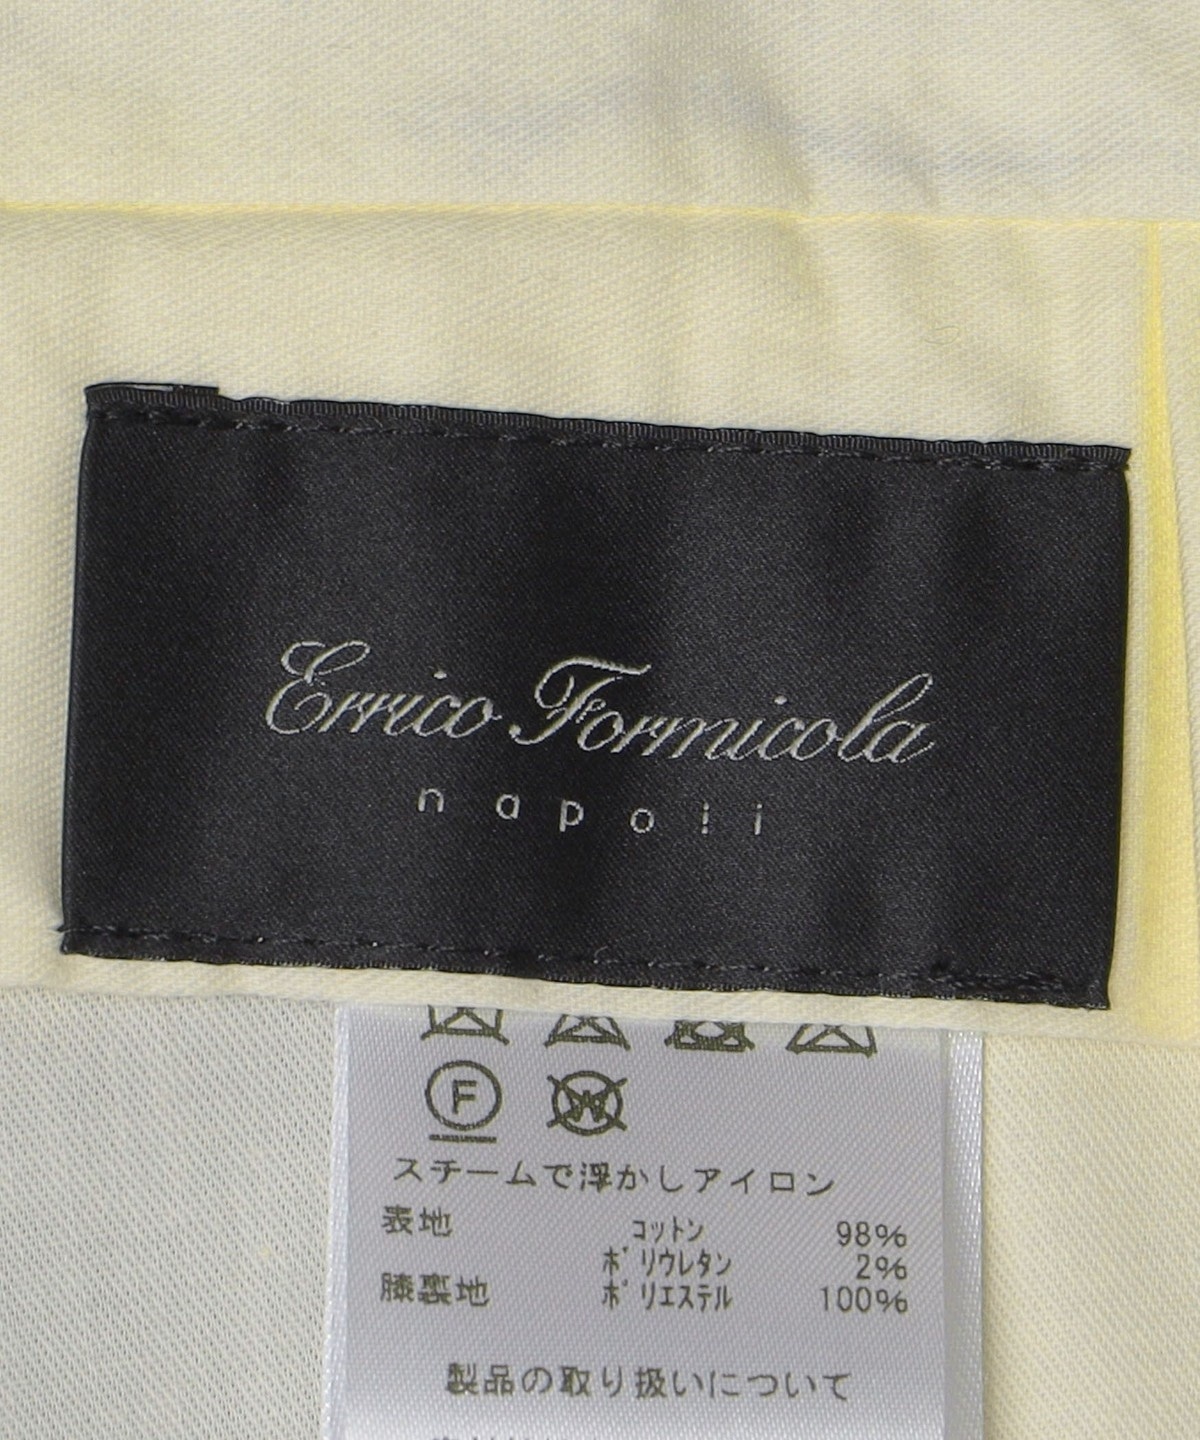 Errico Formicola
napoli
F
W
スチームで浮かしアイロン
表地 コットン 98%
ポリウレタン 2%
膝裏地 ポリエステル 100%
製品の取り扱いについて